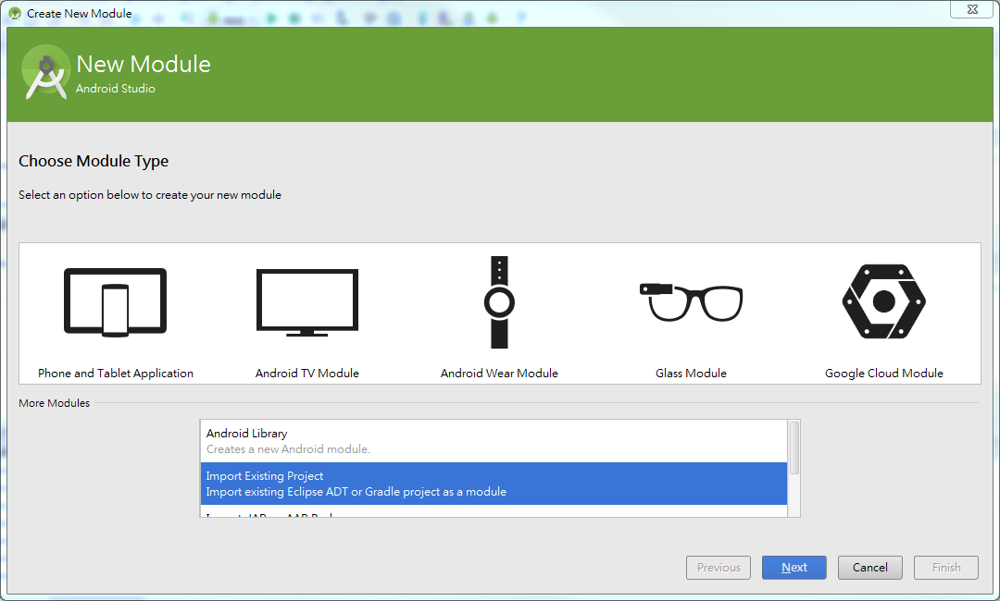 Create New Module
New Module
Android Studio
Choose Module Type
Select an option below to create your new module
Phone and Tablet Application
Android TV Module
Android Wear Module
Glass Module
Google Cloud Module
More Modules
Android Library
Creates a new Android module.
Import Existing Project
Import existing Eclipse ADT or Gradle project as a module
Previous
Next
Cancel
Finish